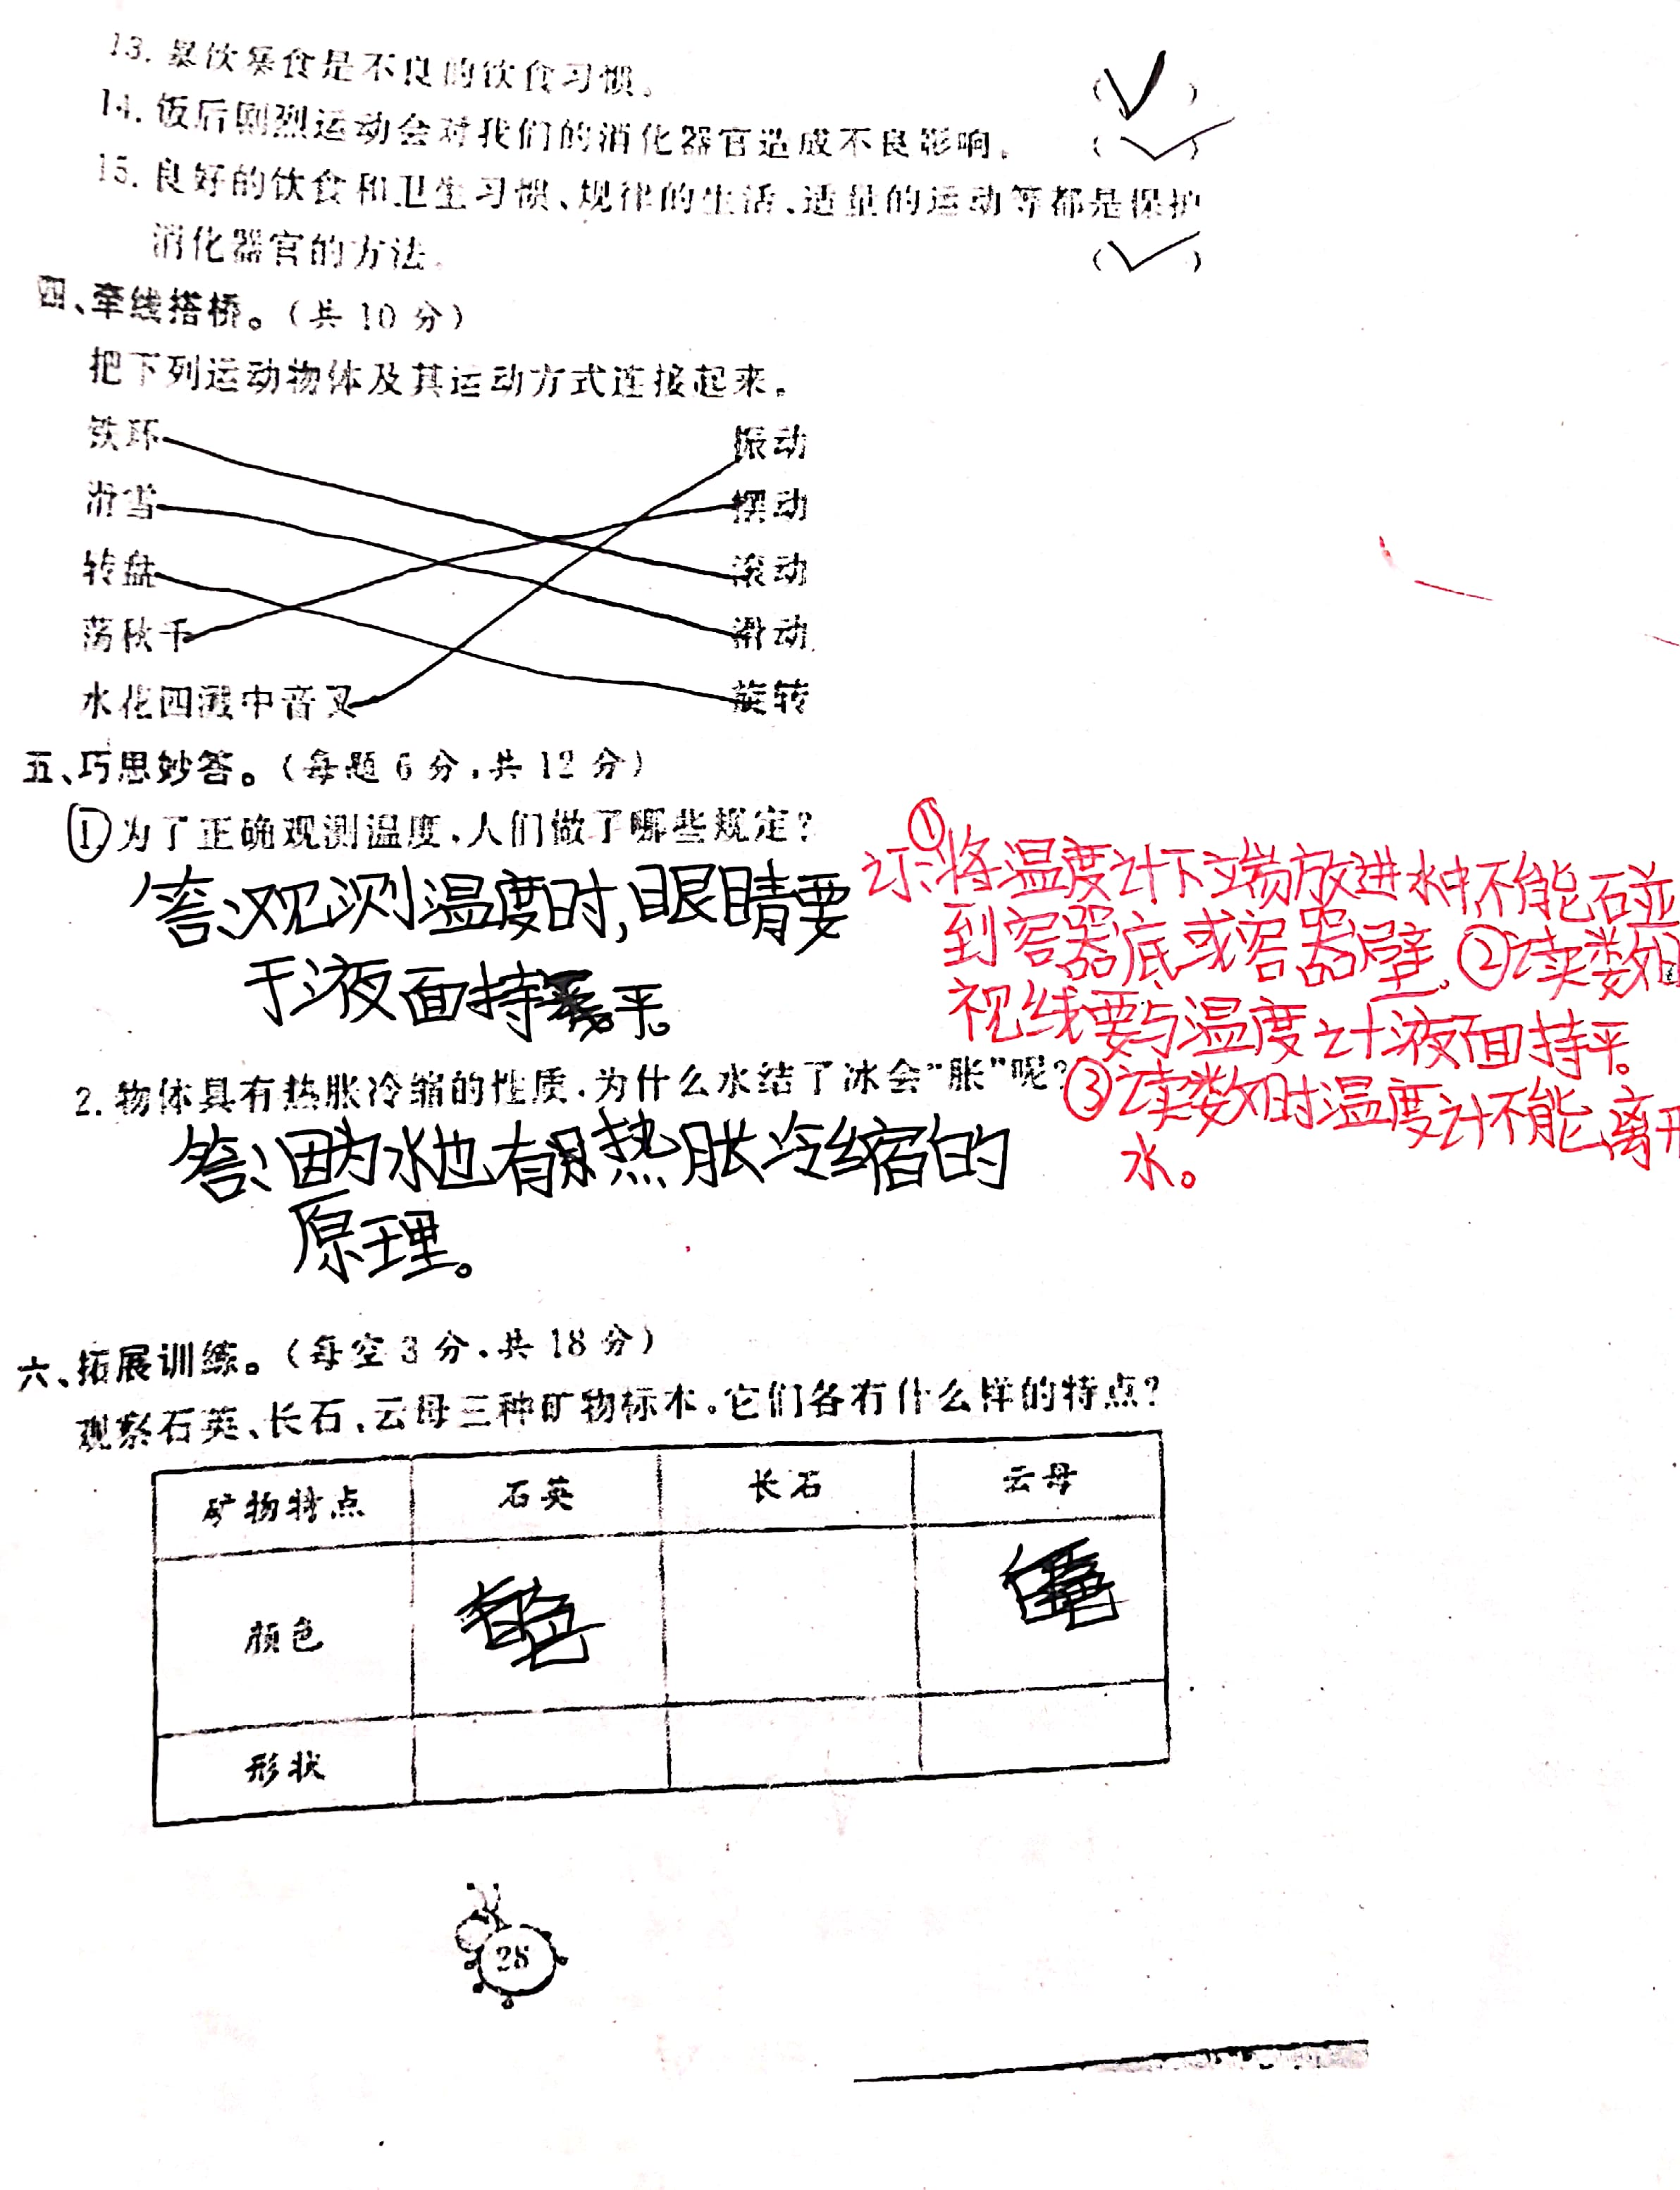 13. 暴饮暴食是不良的饮食习惯。 (✓)
14. 饭后剧烈运动会对我们的消化器官造成不良影响。 (✓)
15. 良好的饮食和卫生习惯、规律的生活、适量的运动等都是保护
消化器官的方法。 (✓)
四、牵线搭桥。(共 10 分)
把下列运动物体及其运动方式连接起来。
铁环 振动
滑雪 摆动
转盘 滚动
荡秋千 滑动
水花四溅中音叉 旋转
五、巧思妙答。(每题 6 分,共 12 分)
①为了正确观测温度,人们做了哪些规定?
答:观测温度时,眼睛要
于液面持平。
订:①将温度计下端放进水中,不能碰
到容器底或容器壁。②读数时
视线要与温度计液面持平。
③读数时温度计不能离开
水。
2. 物体具有热胀冷缩的性质,为什么水结了冰会“胀”呢?
答:因为水也有热胀冷缩的
原理。
六、拓展训练。(每空 3 分,共 18 分)
观察石英、长石、云母三种矿物标本。它们各有什么样的特点?
矿物特点 石英 长石 云母
颜色
形状
28